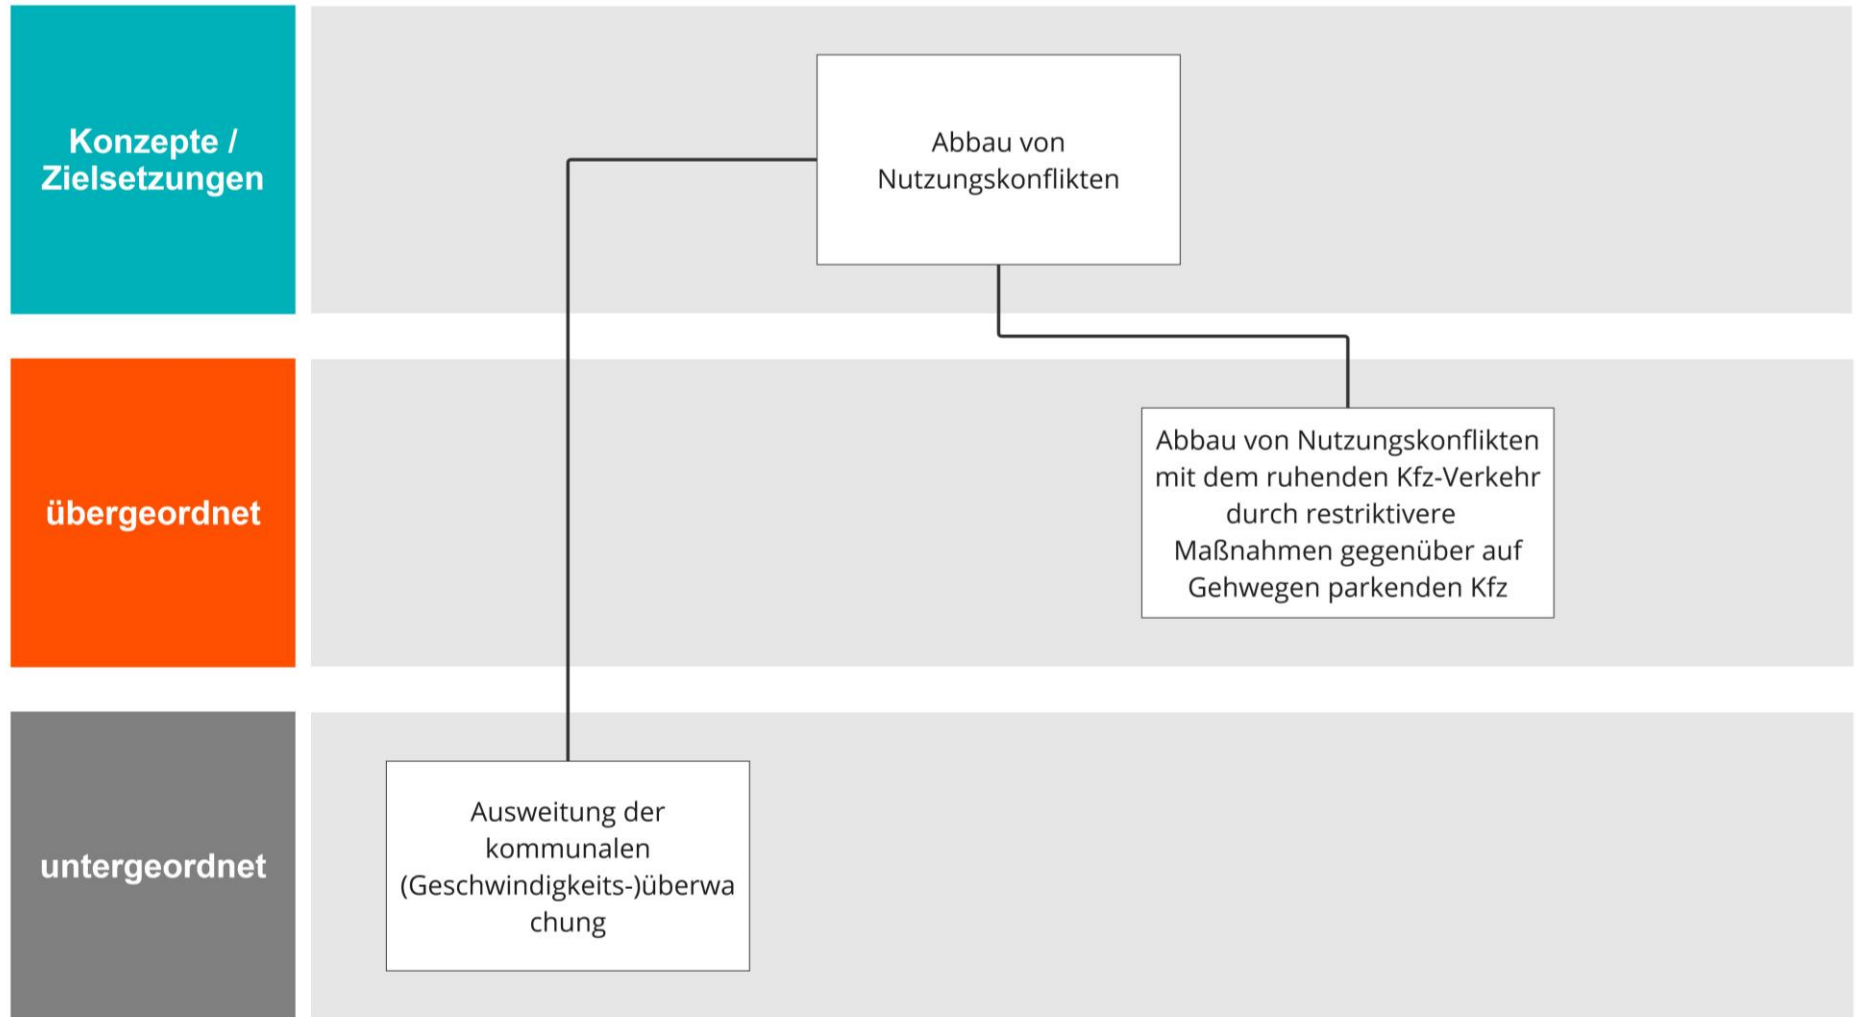 Konzepte /
Zielsetzungen
Abbau von
Nutzungskonflikten
übergeordnet
Abbau von Nutzungskonflikten
mit dem ruhenden Kfz-Verkehr
durch restriktivere
Maßnahmen gegenüber auf
Gehwegen parkenden Kfz
untergeordnet
Ausweitung der
kommunalen
(Geschwindigkeits-)überwa
chung